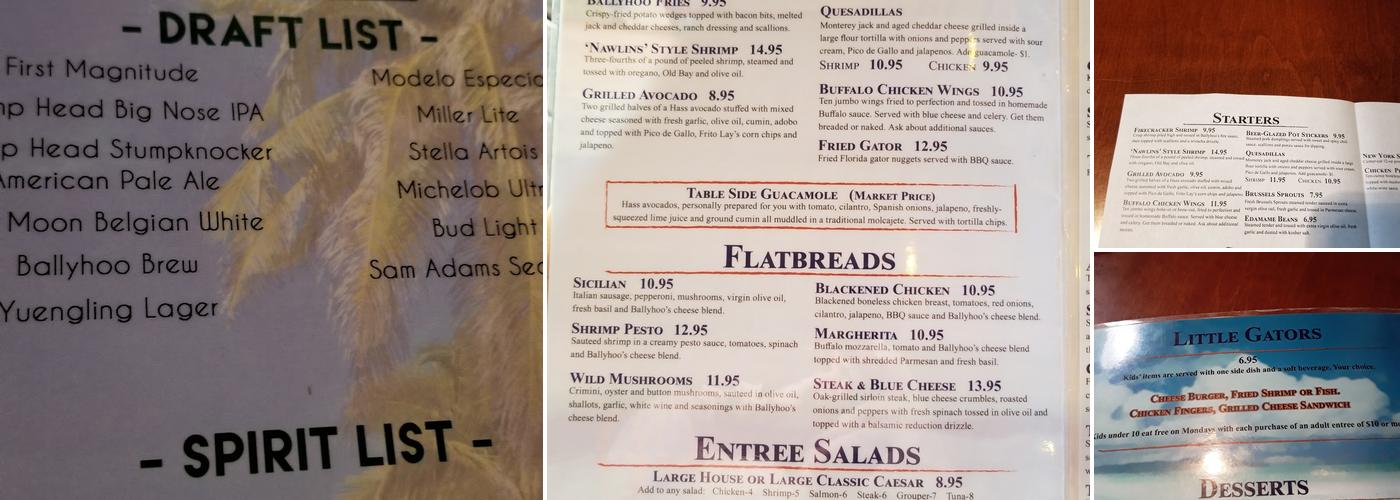 - DRAFT LIST -
First Magnitude
Modelo Especia
mp Head Big Nose IPA
Miller Lite
p Head Stumpknocker
American Pale Ale
Stella Artois
Michelob Ultr
Moon Belgian White
Bud Light
Ballyhoo Brew
Sam Adams Sea
Yuengling Lager
- SPIRIT LIST -
Ballyhoo Fries 9.95
Crispy-fried potato wedges topped with bacon bits, melted
jack and cheddar cheeses, ranch dressing and scallions.
'Nawlins' Style Shrimp 14.95
Three-fourths of a pound of peeled shrimp, steamed and
tossed with oregano, Old Bay and olive oil.
Grilled Avocado 8.95
Two grilled halves of a Hass avocado stuffed with mixed
cheese seasoned with fresh garlic, olive oil, cumin, adobo
and topped with Pico de Gallo, Frito Lay's corn chips and
jalapeno.
Quesadillas
Monterey jack and aged cheddar cheese grilled inside a
large flour tortilla with onions and peppers served with sour
cream, Pico de Gallo and jalapenos. Add guacamole- $1.
Shrimp 10.95 Chicken 9.95
Buffalo Chicken Wings 10.95
Ten jumbo wings fried to perfection and tossed in homemade
Buffalo sauce. Served with blue cheese and celery. Get them
breaded or naked. Ask about additional sauces.
Fried Gator 12.95
Fried Florida gator nuggets served with BBQ sauce.
Table Side Guacamole (Market Price)
Hass avocados, personally prepared for you with tomato, cilantro, Spanish onions, jalapeno, freshly-
squeezed lime juice and ground cumin all muddled in a traditional molcajete. Served with tortilla chips.
Flatbreads
Sicilian 10.95
Italian sausage, pepperoni, mushrooms, virgin olive oil,
fresh basil and Ballyhoo's cheese blend.
Shrimp Pesto 12.95
Sauteed shrimp in a creamy pesto sauce, tomatoes, spinach
and Ballyhoo's cheese blend.
Wild Mushrooms 11.95
Crimini, oyster and button mushrooms, sauteed in olive oil,
shallots, garlic, white wine and seasonings with Ballyhoo's
cheese blend.
Blackened Chicken 10.95
Blackened boneless chicken breast, tomatoes, red onions,
cilantro, jalapeno, BBQ sauce and Ballyhoo's cheese blend.
Margherita 10.95
Buffalo mozzarella, tomato and Ballyhoo's cheese blend
topped with shredded Parmesan and fresh basil.
Steak & Blue Cheese 13.95
Oak-grilled sirloin steak, blue cheese crumbles, roasted
onions and peppers with fresh spinach tossed in olive oil and
topped with a balsamic reduction drizzle.
Entree Salads
Large House or Large Classic Caesar 8.95
Add to any salad: Chicken-4 Shrimp-5 Salmon-6 Steak-6 Grouper-7 Tuna-8
Starters
Firecracker Shrimp 9.95
'Nawlins' Style Shrimp 14.95
Grilled Avocado 9.95
Buffalo Chicken Wings 11.95
Beer-Glazed Pot Stickers 9.95
Quesadillas
Shrimp 11.95 Chicken 10.95
Brussels Sprouts 7.95
Edamame Beans 6.95
Steamed tender and tossed with extra virgin olive oil, fresh
garlic and dusted with kosher salt.
New York
Chicken P
Little Gators
6.95
Kids' items are served with one side dish and a soft beverage. Your choice.
Cheese Burger, Fried Shrimp or Fish.
Chicken Fingers, Grilled Cheese Sandwich
Kids under 10 eat free on Mondays with each purchase of an adult entree of $10 or mo
Desserts